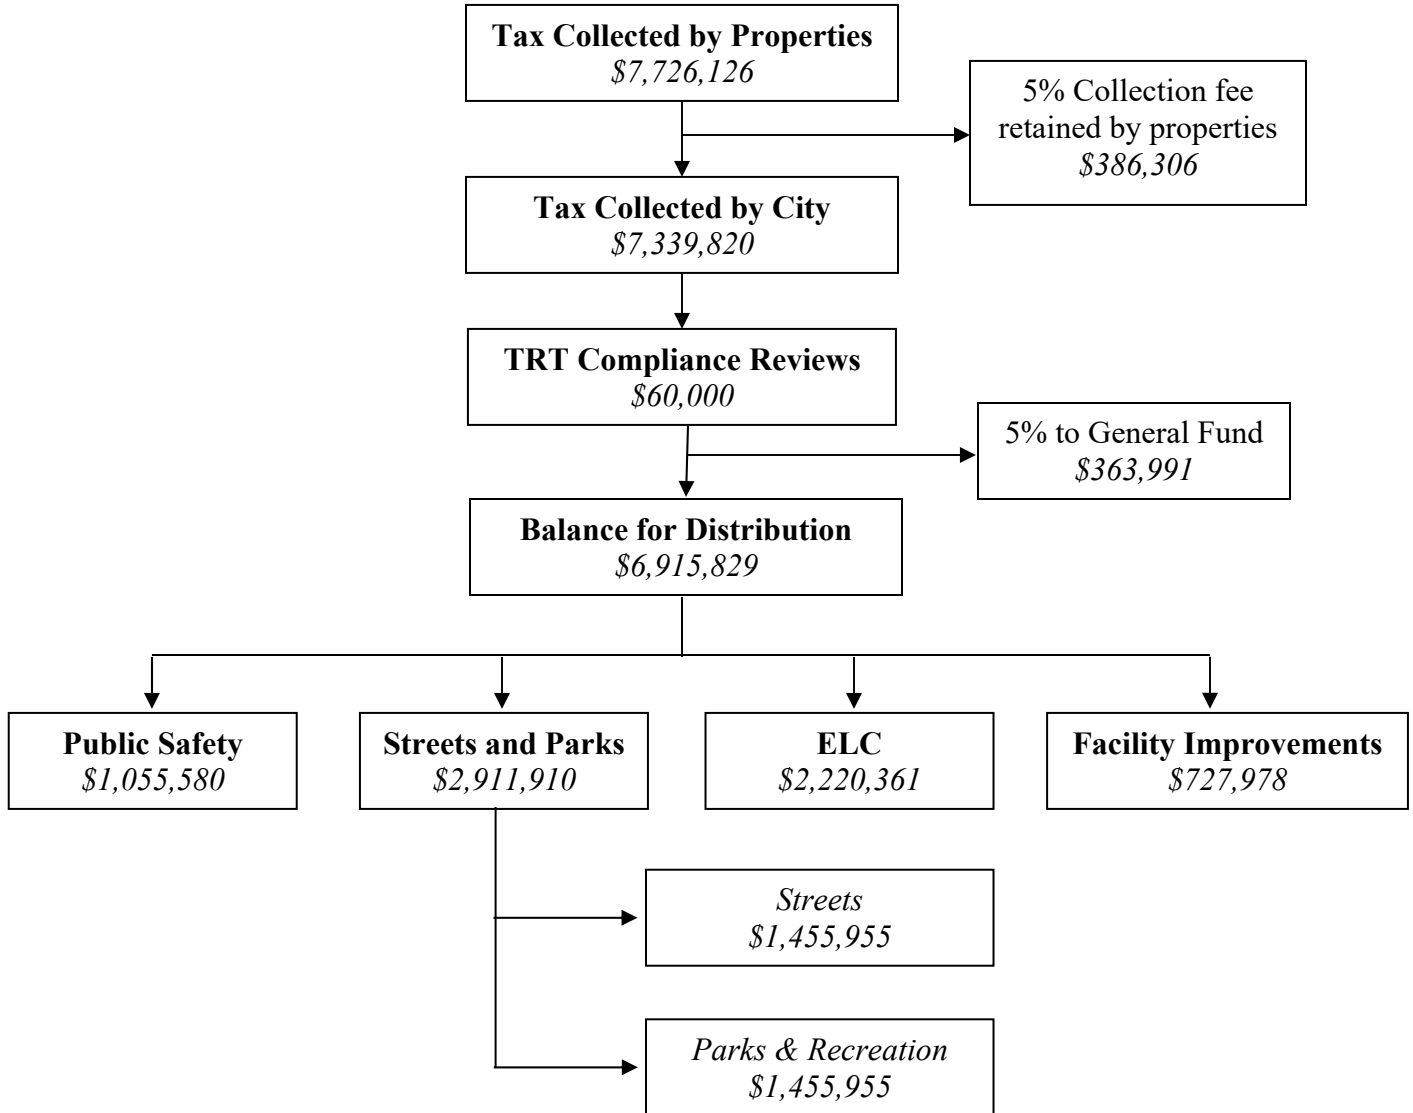 Tax Collected by Properties
$7,726,126
5% Collection fee
retained by properties
$386,306
Tax Collected by City
$7,339,820
TRT Compliance Reviews
$60,000
5% to General Fund
$363,991
Balance for Distribution
$6,915,829
Public Safety
$1,055,580
Streets and Parks
$2,911,910
ELC
$2,220,361
Facility Improvements
$727,978
Streets
$1,455,955
Parks & Recreation
$1,455,955